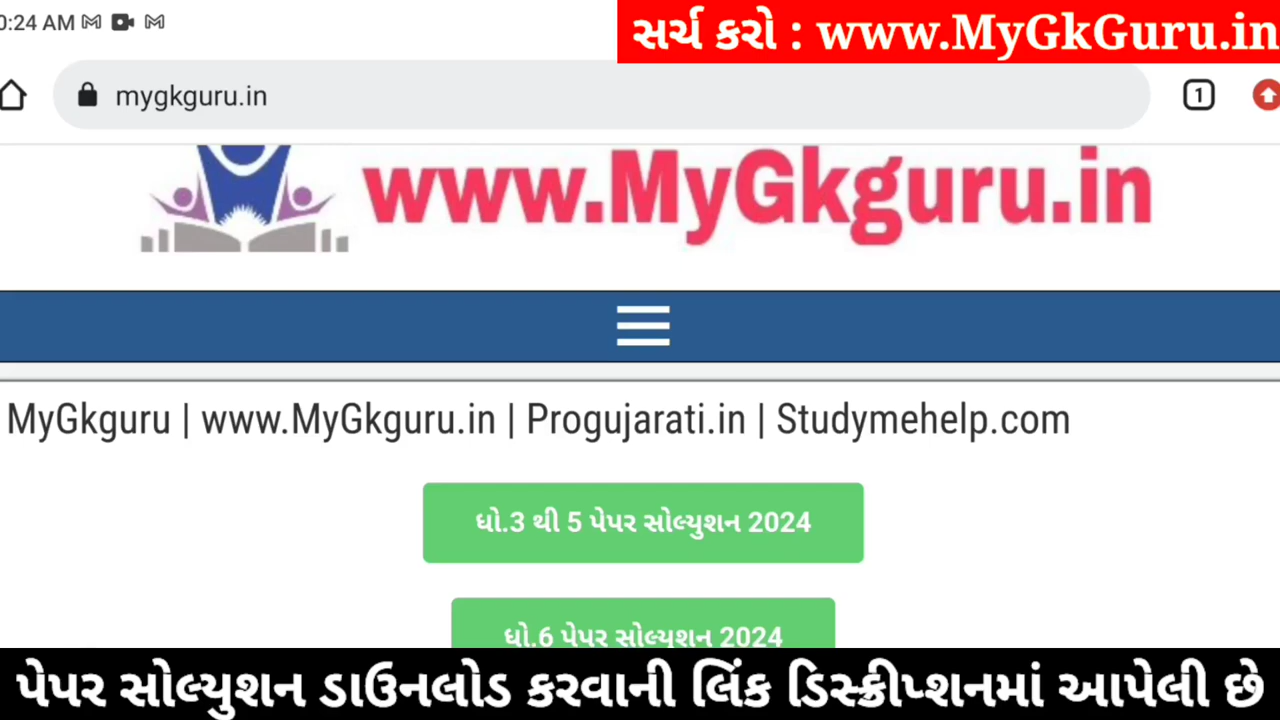 0:24 AM
સર્ચ કરો : www.MyGkGuru.in
mygkguru.in
1
www.MyGkguru.in
MyGkguru | www.MyGkguru.in | Progujarati.in | Studymehelp.com
ધો.3 થી 5 પેપર સોલ્યુશન 2024
ધો.6 પેપર સોલ્યુશન 2024
પેપર સોલ્યુશન ડાઉનલોડ કરવાની લિંક ડિસ્ક્રીપ્શનમાં આપેલી છે